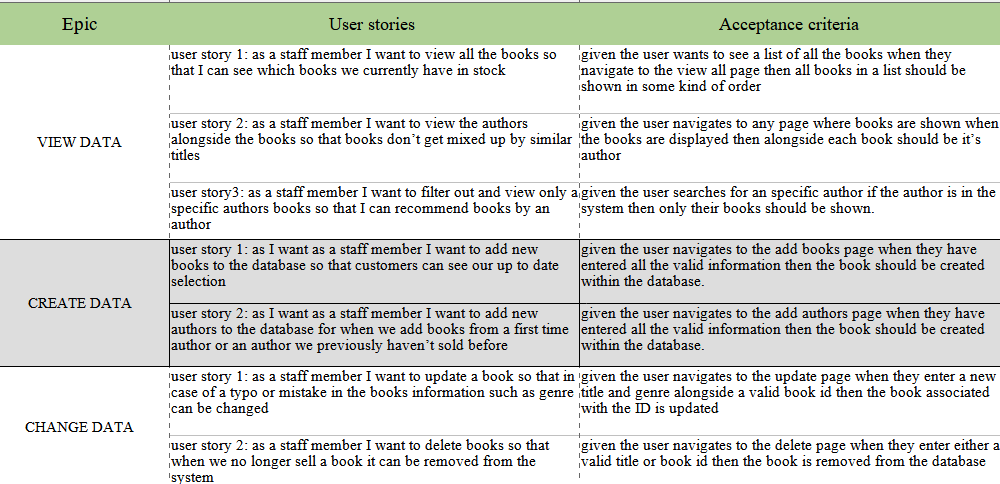 Epic User stories Acceptance criteria
VIEW DATA
user story 1: as a staff member I want to view all the books so
that I can see which books we currently have in stock
given the user wants to see a list of all the books when they
navigate to the view all page then all books in a list should be
shown in some kind of order
user story 2: as a staff member I want to view the authors
alongside the books so that books don’t get mixed up by similar
titles
given the user navigates to any page where books are shown when
the books are displayed then alongside each book should be it’s
author
user story3: as a staff member I want to filter out and view only a
specific authors books so that I can recommend books by an
author
given the user searches for an specific author if the author is in the
system then only their books should be shown.
CREATE DATA
user story 1: as I want as a staff member I want to add new
books to the database so that customers can see our up to date
selection
given the user navigates to the add books page when they have
entered all the valid information then the book should be created
within the database.
user story 2: as a staff member I want to add new
authors to the database for when we add books from a first time
author or an author we previously haven’t sold before
given the user navigates to the add authors page when they have
entered all the valid information then the book should be created
within the database.
CHANGE DATA
user story 1: as a staff member I want to update a book so that in
case of a typo or mistake in the books information such as genre
can be changed
given the user navigates to the update page when they enter a new
title and genre alongside a valid book id then the book associated
with the ID is updated
user story 2: as a staff member I want to delete books so that
when we no longer sell a book it can be removed from the
system
given the user navigates to the delete page when they enter either a
valid title or book id then the book is removed from the database